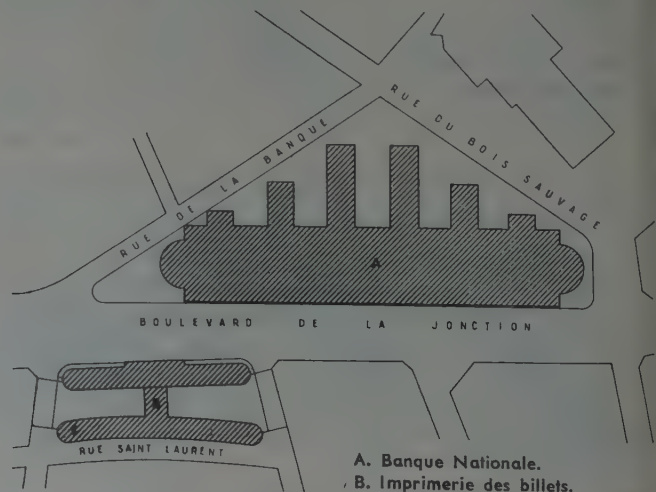 RUE DE LA BANQUE
RUE DU BOIS SAUVAGE
A
BOULEVARD DE LA JONCTION
B
RUE SAINT LAURENT
A. Banque Nationale.
B. Imprimerie des billets.